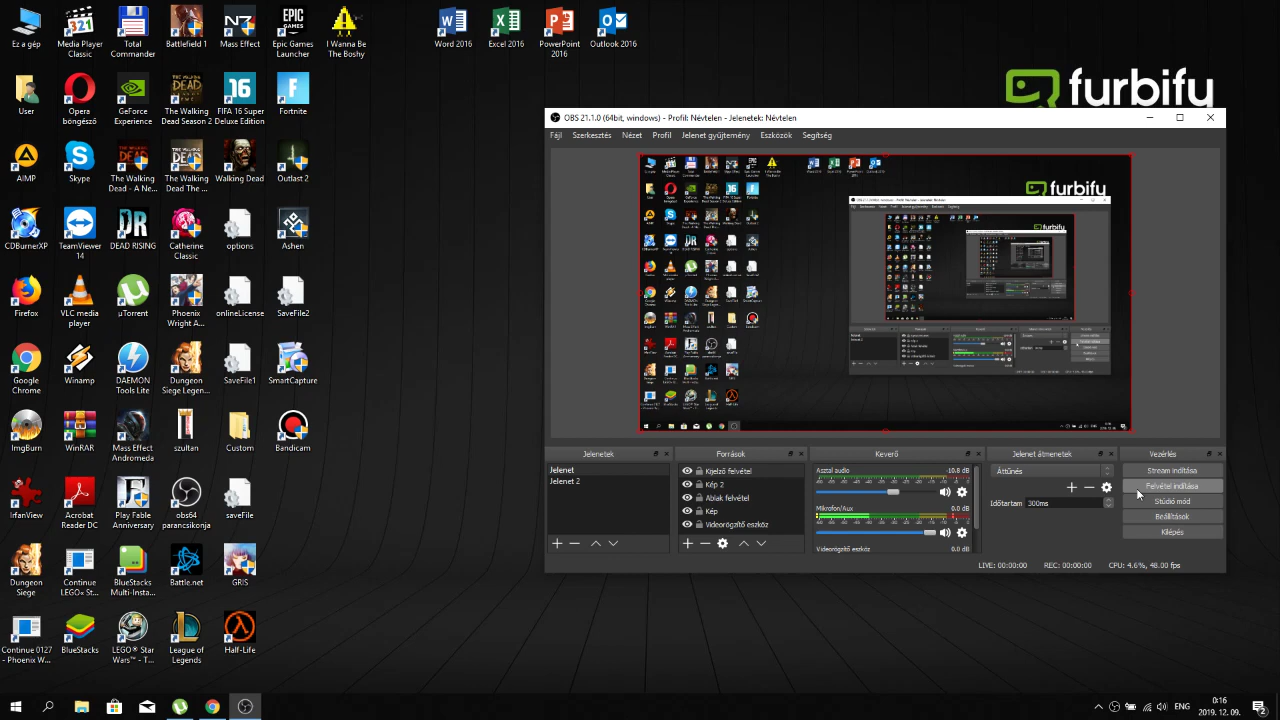 Ez a gép
Media Player Classic
Total Commander
Battlefield 1
Mass Effect
Epic Games Launcher
I Wanna Be The Boshy
Word 2016
Excel 2016
PowerPoint 2016
Outlook 2016
User
Opera böngésző
GeForce Experience
The Walking Dead Season 2
FIFA 16 Super Deluxe Edition
Fortnite
furbify
AIMP
Skype
The Walking Dead - A Ne...
The Walking Dead The ...
Walking Dead
Outlast 2
CDBurnerXP
TeamViewer 14
DEAD RISING
Catherine Classic
options
Ashen
Firefox
VLC media player
µTorrent
Phoenix Wright A...
onlineLicense
SaveFile2
Google Chrome
Winamp
DAEMON Tools Lite
Dungeon Siege Legen...
SaveFile1
SmartCapture
ImgBurn
WinRAR
Mass Effect Andromeda
szultan
Custom
Bandicam
IrfanView
Acrobat Reader DC
Play Fable Anniversary
obs64 - parancsikonja
saveFile
Dungeon Siege
Continue LEGO« St...
BlueStacks Multi-Insta...
Battle.net
GRIS
Continue 0127 - Phoenix W...
BlueStacks
LEGO® Star Wars™ - T...
League of Legends
Half-Life
OBS 21.1.0 (64bit, windows) - Profil: Névtelen - Jelenetek: Névtelen
Fájl Szerkesztés Nézet Profil Jelenet gyűjtemény Eszközök Segítség
Jelenetek
Jelenet
Jelenet 2
Források
Kijelző felvétel
Kép 2
Ablak felvétel
Kép
Videorögzítő eszköz
Keverő
Asztal audio -10.8 dB
Mikrofon/Aux 0.0 dB
Videorögzítő eszköz 0.0 dB
Jelenet átmenetek
Áttűnés
Időtartam 300ms
Vezérlés
Stream indítása
Felvétel indítása
Stúdió mód
Beállítások
Kilépés
LIVE: 00:00:00 REC: 00:00:00 CPU: 4.6%, 48.00 fps
ENG
0:16
2019. 12. 09.
2